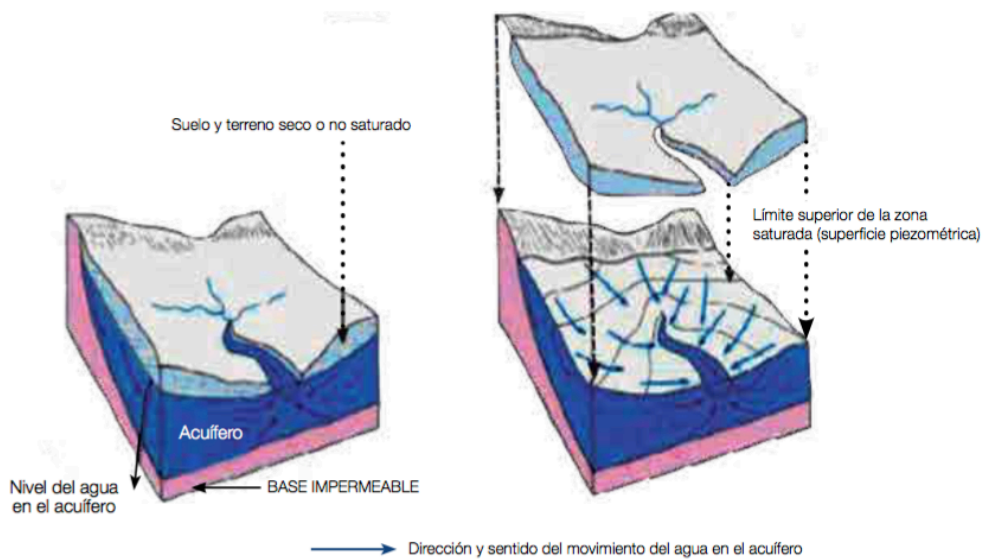 Suelo y terreno seco o no saturado
Límite superior de la zona
saturada (superficie piezométrica)
Acuífero
Nivel del agua
en el acuífero
BASE IMPERMEABLE
Dirección y sentido del movimiento del agua en el acuífero